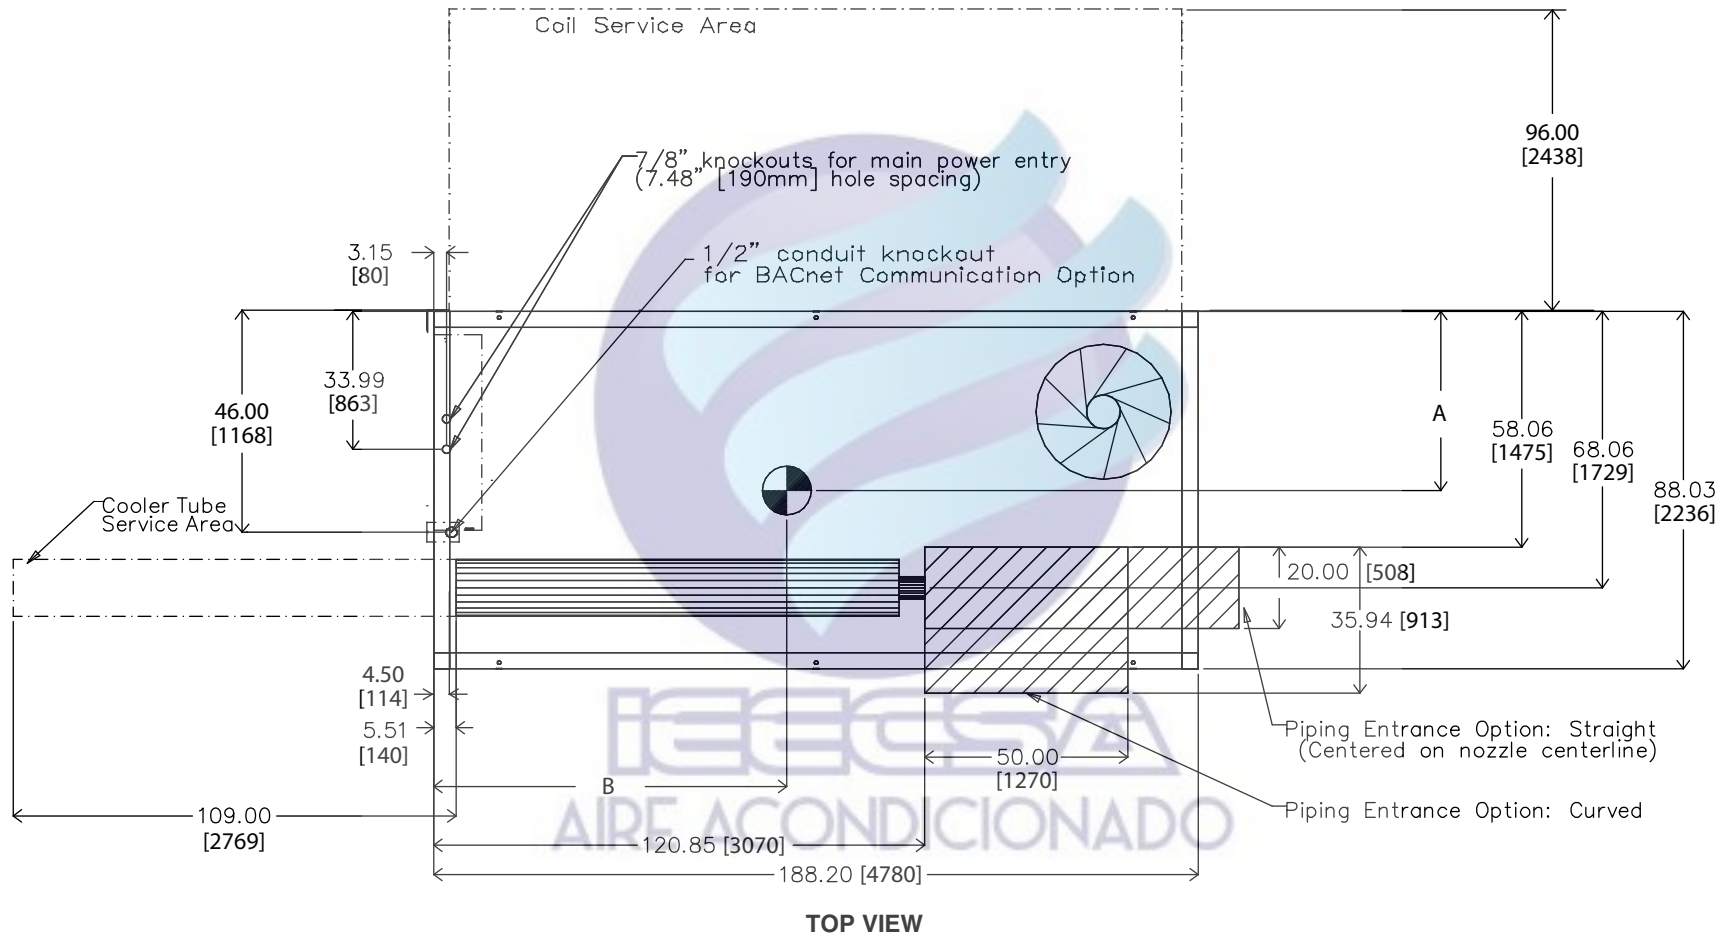 Coil Service Area
96.00
[2438]
7/8” knockouts for main power entry
(7.48” [190mm] hole spacing)
1/2” conduit knockout
for BACnet Communication Option
3.15
[80]
33.99
[863]
46.00
[1168]
A
58.06
[1475]
68.06
[1729]
88.03
[2236]
Cooler Tube
Service Area
20.00 [508]
35.94 [913]
4.50
[114]
5.51
[140]
Piping Entrance Option: Straight
(Centered on nozzle centerline)
50.00
[1270]
B
Piping Entrance Option: Curved
109.00
[2769]
iEECSA
AIRE ACONDICIONADO
120.85 [3070]
188.20 [4780]
TOP VIEW